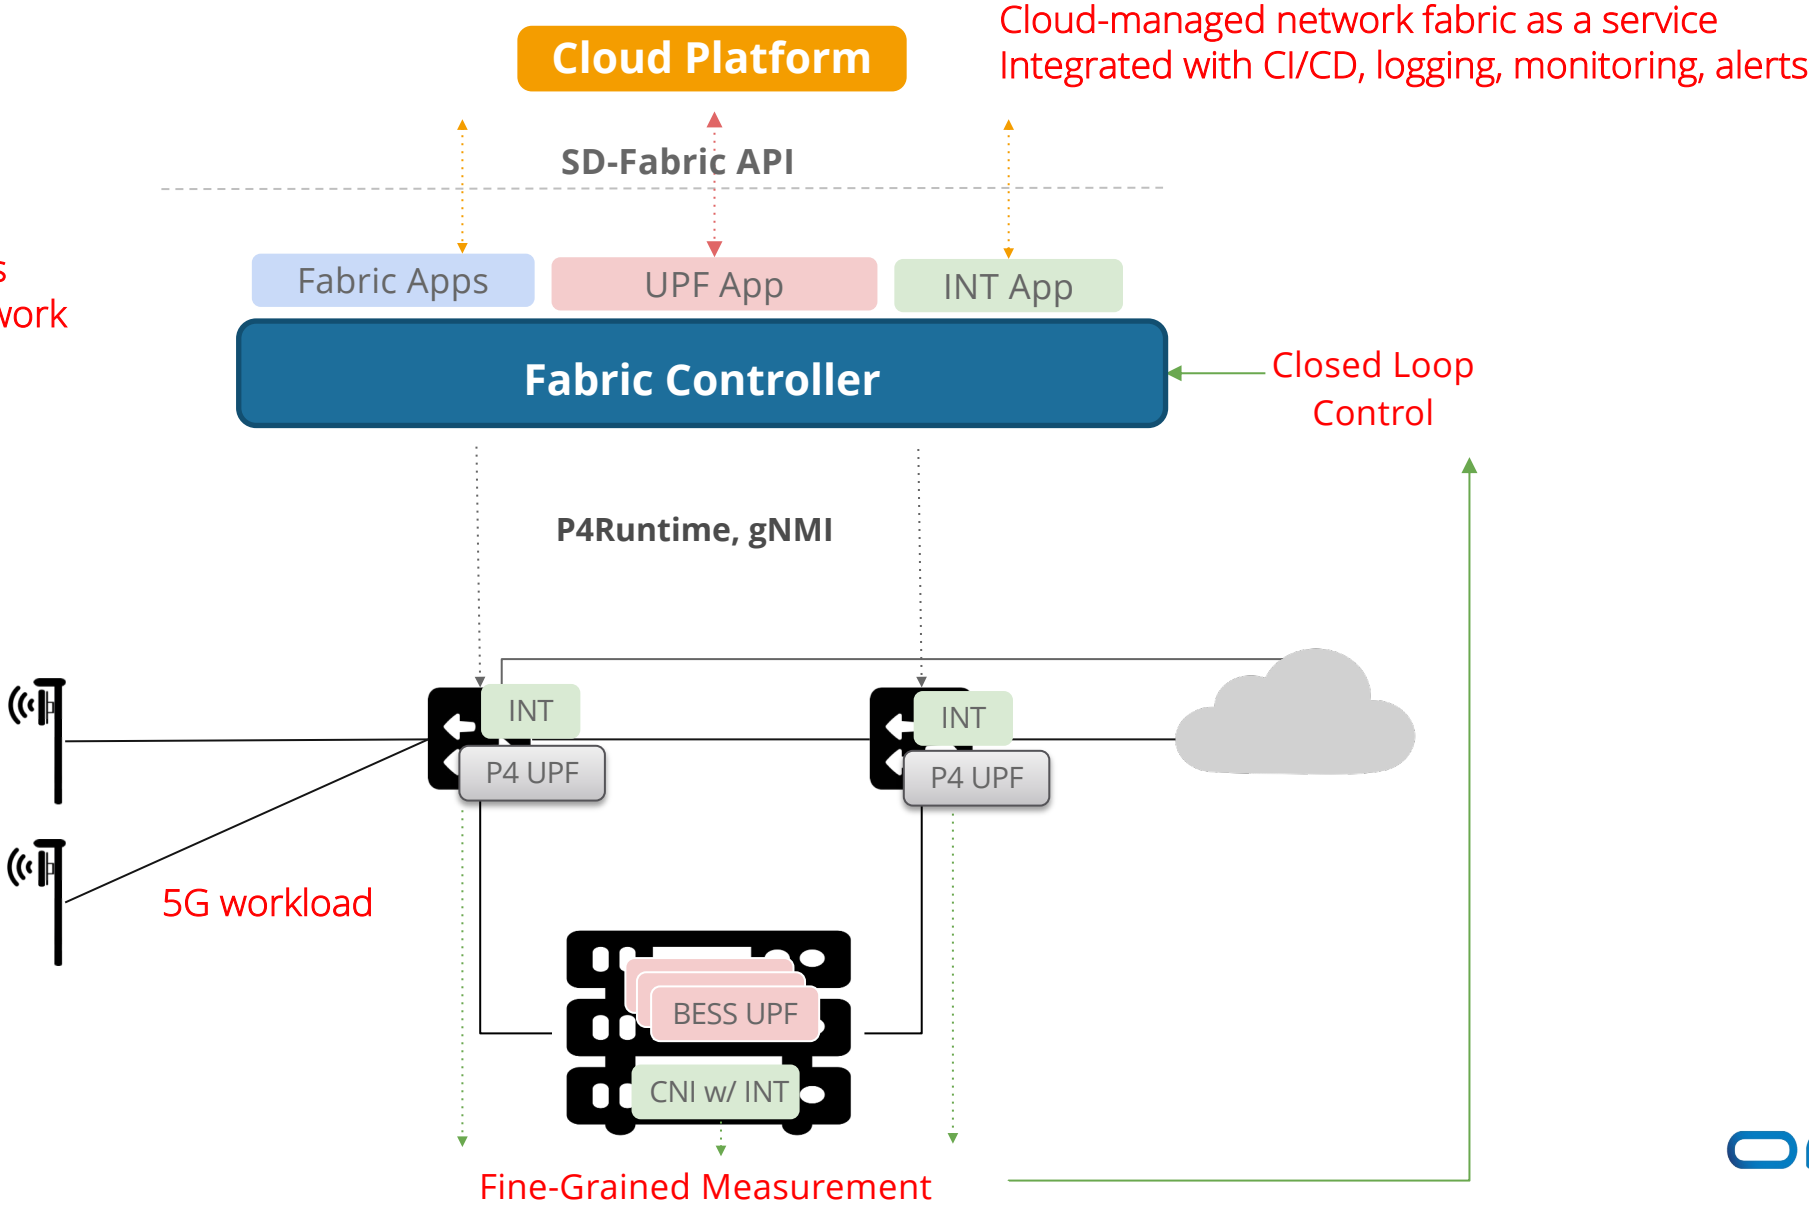 Cloud Platform
Cloud-managed network fabric as a service
Integrated with CI/CD, logging, monitoring, alerts
SD-Fabric API
Fabric Apps
UPF App
INT App
Fabric Controller
Closed Loop
Control
P4Runtime, gNMI
INT
P4 UPF
INT
P4 UPF
5G workload
BESS UPF
CNI w/ INT
Fine-Grained Measurement